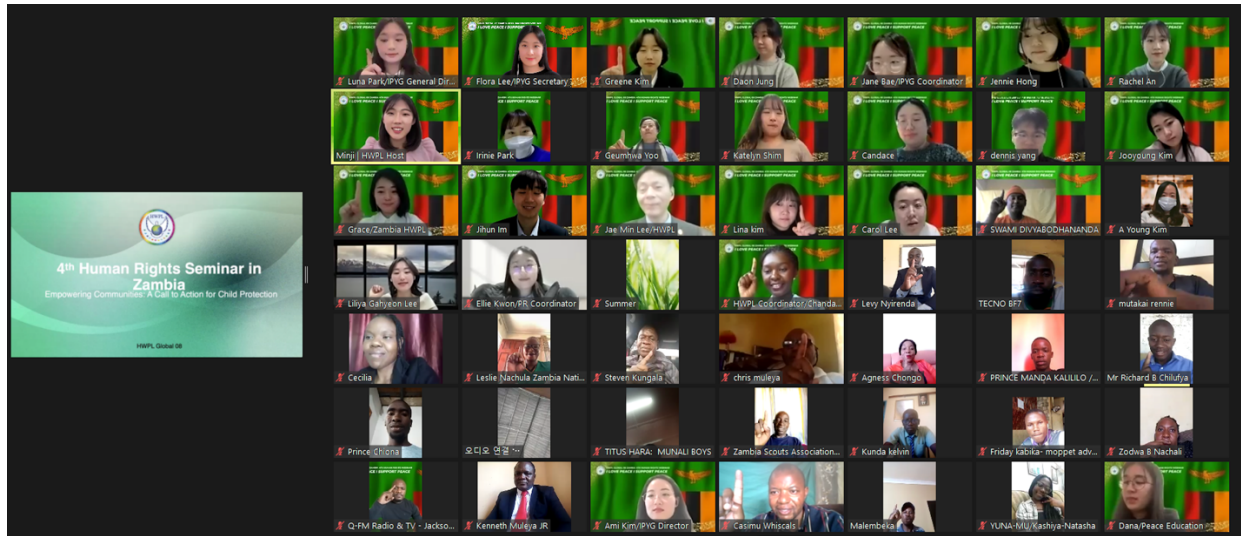 HWPL
4th Human Rights Seminar in
Zambia
Empowering Communities: A Call to Action for Child Protection
HWPL Global 08
Luna Park/IPYG General Dir...
Flora Lee/IPYG Secretary
Greene Kim
Daon Jung
Jane Bae/IPYG Coordinator
Jennie Hong
Rachel An
Minji | HWPL Host
Irinie Park
Geumhwa Yoo
Katelyn Shim
Candace
dennis yang
Jooyoung Kim
Grace/Zambia HWPL
Jihun Im
Jae Min Lee/HWPL
Lina kim
Carol Lee
SWAMI DIVYABODHANANDA
A Young Kim
Liliya Gahyeon Lee
Ellie Kwon/PR Coordinator
Summer
HWPL Coordinator/Chanda...
Levy Nyirenda
TECNO BF7
mutakai rennie
Cecilia
Leslie Nachula Zambia Nati...
Steven Kungala
chris muleya
Agness Chongo
PRINCE MANDA KALILILO /...
Mr Richard B Chilufya
Prince Chiona
오디오 연결 ...
TITUS HARA: MUNALI BOYS
Zambia Scouts Association...
Kunda kelvin
Friday kabika- moppet adv...
Zodwa B Nachali
Q-FM Radio & TV - Jackso...
Kenneth Muleya JR
Ami Kim/IPYG Director
Casimu Whiscals
Malembeka
YUNA-MU/Kashiya-Natasha
Dana/Peace Education